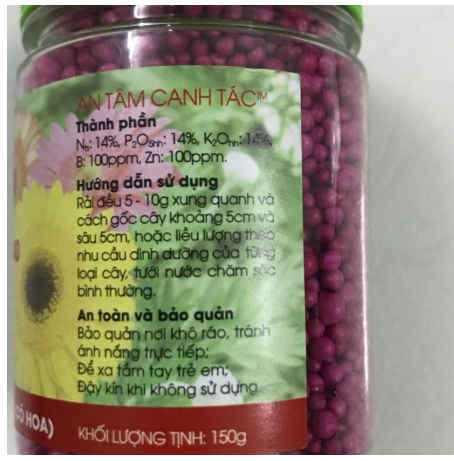 AN TÂM CANH TÁC™
Thành phần
Nts: 14%, P2O5hh: 14%, K2Ohh: 14%,
B: 100ppm, Zn: 100ppm.
Hướng dẫn sử dụng
Rải đều 5 - 10g xung quanh và
cách gốc cây khoảng 5cm và
sâu 5cm, hoặc liều lượng theo
nhu cầu dinh dưỡng của từng
loại cây, tưới nước chăm sóc
bình thường.
An toàn và bảo quản
Bảo quản nơi khô ráo, tránh
ánh nắng trực tiếp;
Để xa tầm tay trẻ em;
Đậy kín khi không sử dụng.
HOA)
KHỐI LƯỢNG TỊNH: 150g